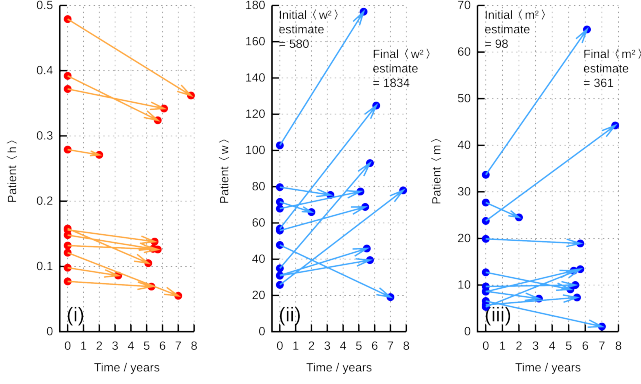 0.5
0.4
0.3
0.2
0.1
0
Patient ⟨h⟩
(i)
0 1 2 3 4 5 6 7 8
Time / years
180
160
140
120
100
80
60
40
20
0
Patient ⟨w⟩
Initial ⟨w²⟩
estimate
= 580
Final ⟨w²⟩
estimate
= 1834
(ii)
0 1 2 3 4 5 6 7 8
Time / years
70
60
50
40
30
20
10
0
Patient ⟨m⟩
Initial ⟨m²⟩
estimate
= 98
Final ⟨m²⟩
estimate
= 361
(iii)
0 1 2 3 4 5 6 7 8
Time / years